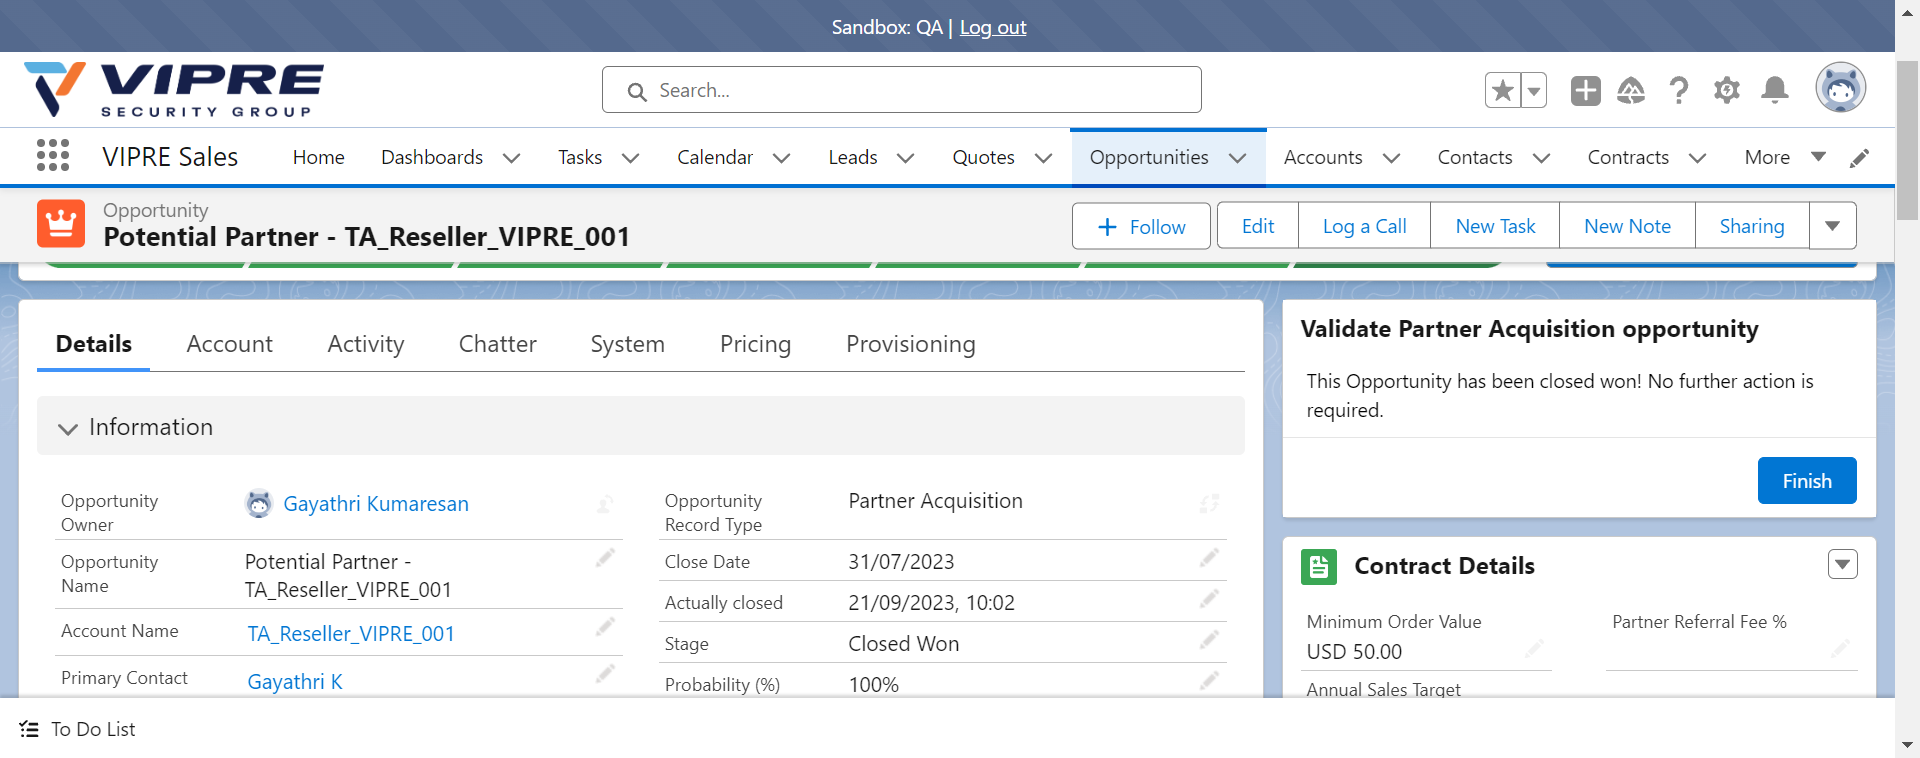 Sandbox: QA | Log out
VIPRE
SECURITY GROUP
Search...
VIPRE Sales
Home
Dashboards
Tasks
Calendar
Leads
Quotes
Opportunities
Accounts
Contacts
Contracts
More
Opportunity
Potential Partner - TA_Reseller_VIPRE_001
Follow
Edit
Log a Call
New Task
New Note
Sharing
Details
Account
Activity
Chatter
System
Pricing
Provisioning
Information
Opportunity
Owner
Gayathri Kumaresan
Opportunity
Name
Potential Partner -
TA_Reseller_VIPRE_001
Account Name
TA_Reseller_VIPRE_001
Primary Contact
Gayathri K
Opportunity
Record Type
Partner Acquisition
Close Date
31/07/2023
Actually closed
21/09/2023, 10:02
Stage
Closed Won
Probability (%)
100%
Validate Partner Acquisition opportunity
This Opportunity has been closed won! No further action is
required.
Finish
Contract Details
Minimum Order Value
USD 50.00
Partner Referral Fee %
Annual Sales Target
To Do List